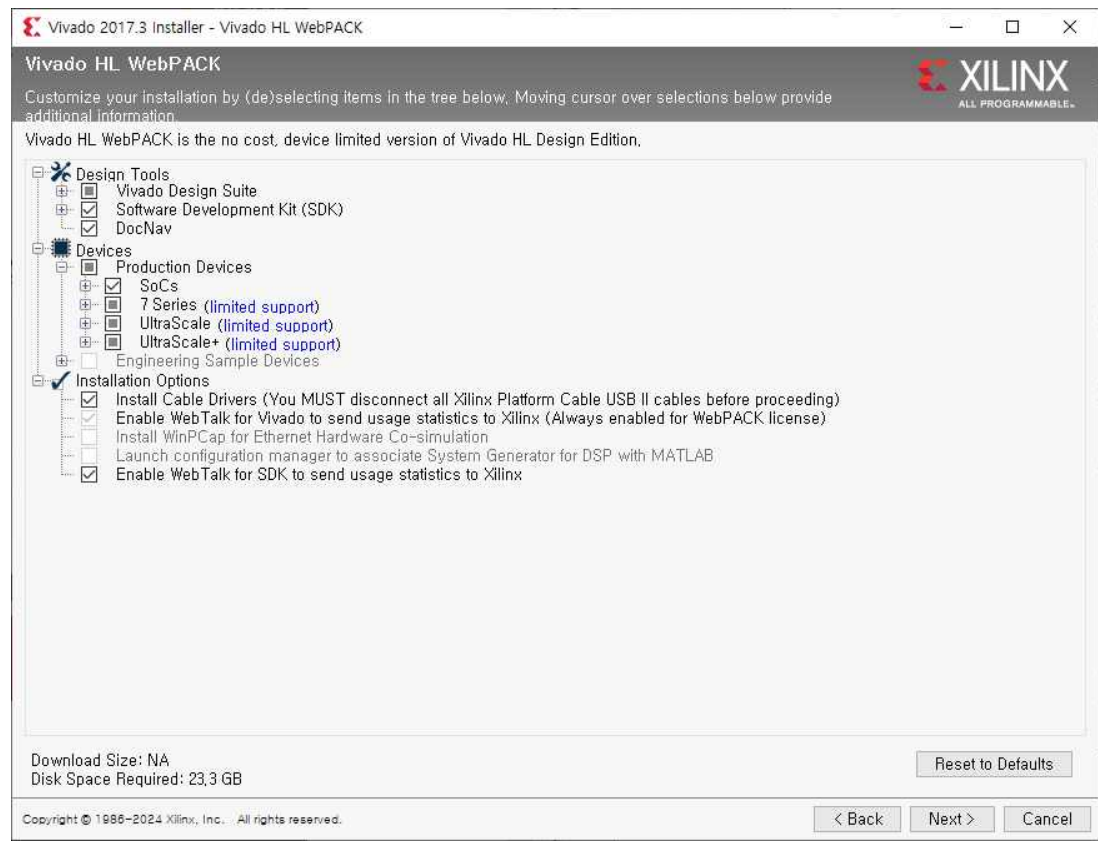 Vivado 2017.3 Installer - Vivado HL WebPACK
Vivado HL WebPACK
XILINX
ALL PROGRAMMABLE.
Customize your installation by (de)selecting items in the tree below. Moving cursor over selections below provide
additional information.
Vivado HL WebPACK is the no cost, device limited version of Vivado HL Design Edition.
Design Tools
Vivado Design Suite
Software Development Kit (SDK)
DocNav
Devices
Production Devices
SoCs
7 Series (limited support)
UltraScale (limited support)
UltraScale+ (limited support)
Engineering Sample Devices
Installation Options
Install Cable Drivers (You MUST disconnect all Xilinx Platform Cable USB II cables before proceeding)
Enable WebTalk for Vivado to send usage statistics to Xilinx (Always enabled for WebPACK license)
Install WinPCap for Ethernet Hardware Co-simulation
Launch configuration manager to associate System Generator for DSP with MATLAB
Enable WebTalk for SDK to send usage statistics to Xilinx
Download Size: NA
Disk Space Required: 23.3 GB
Reset to Defaults
Copyright © 1986-2024 Xilinx, Inc. All rights reserved.
< Back Next > Cancel